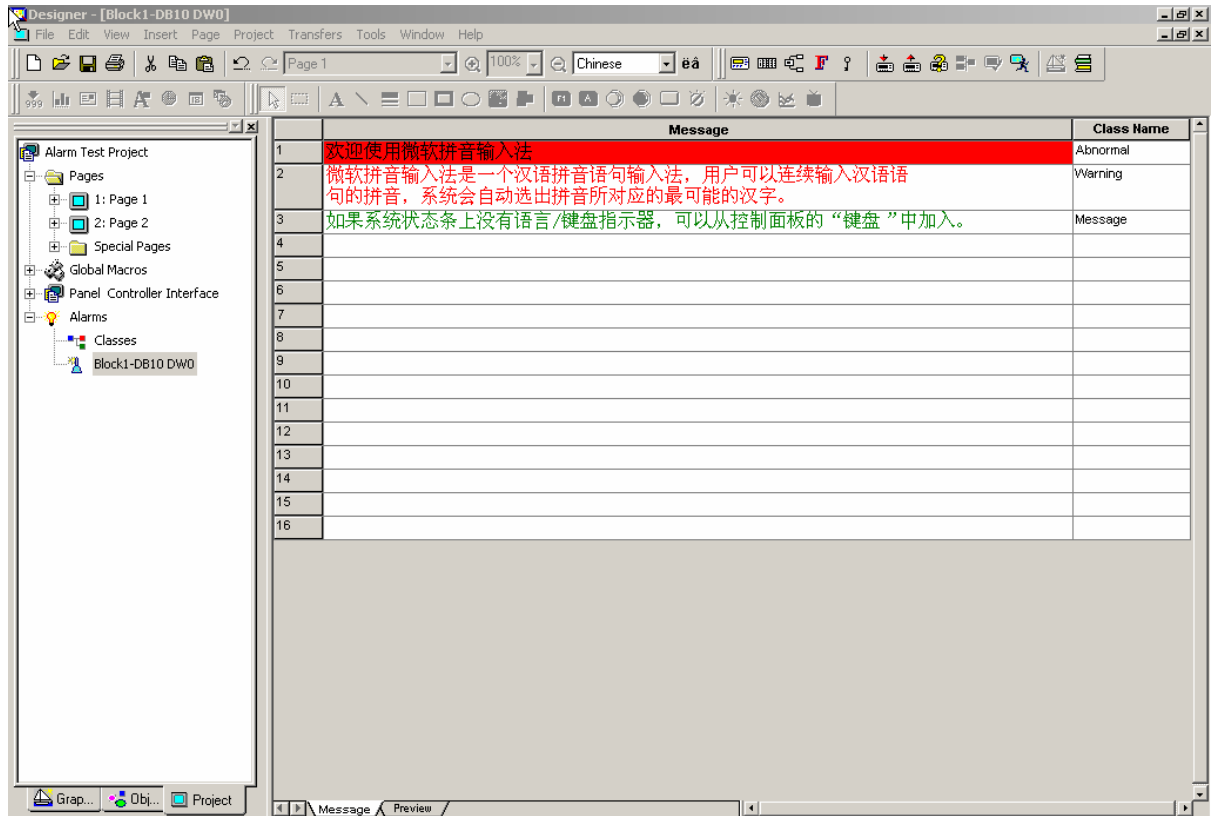 Designer - [Block1-DB10 DW0]
File Edit View Insert Page Project Transfers Tools Window Help
Page 1 100% Chinese ëâ
Message Class Name
Alarm Test Project
Pages
1: Page 1
2: Page 2
Special Pages
Global Macros
Panel Controller Interface
Alarms
Classes
Block1-DB10 DW0
1 欢迎使用微软拼音输入法 Abnormal
2 微软拼音输入法是一个汉语拼音语句输入法，用户可以连续输入汉语语 Warning
句的拼音，系统会自动选出拼音所对应的最可能的汉字。
3 如果系统状态条上没有语言/键盘指示器，可以从控制面板的“键盘 ”中加入。 Message
4
5
6
7
8
9
10
11
12
13
14
15
16
Grap... Obj... Project
Message Preview